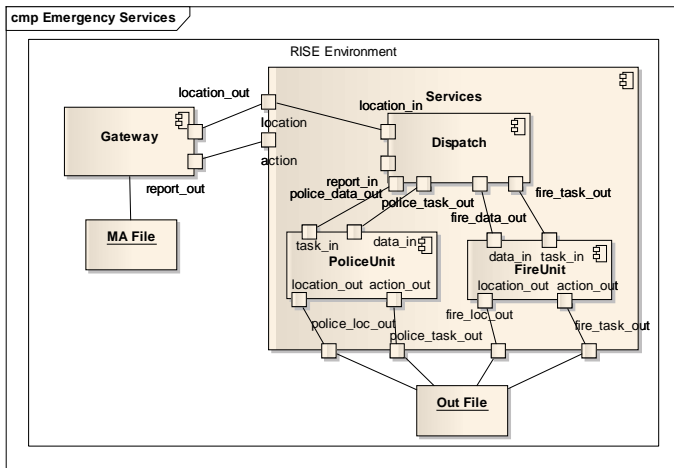 cmp Emergency Services
RISE Environment
location_out
Services
location_in
Gateway
location
Dispatch
action
report_out
report_in
police_data_out
police_task_out
fire_task_out
fire_data_out
MA File
task_in
data_in
data_in
task_in
PoliceUnit
FireUnit
location_out
action_out
location_out
action_out
police_loc_out
fire_loc_out
police_task_out
fire_task_out
Out File